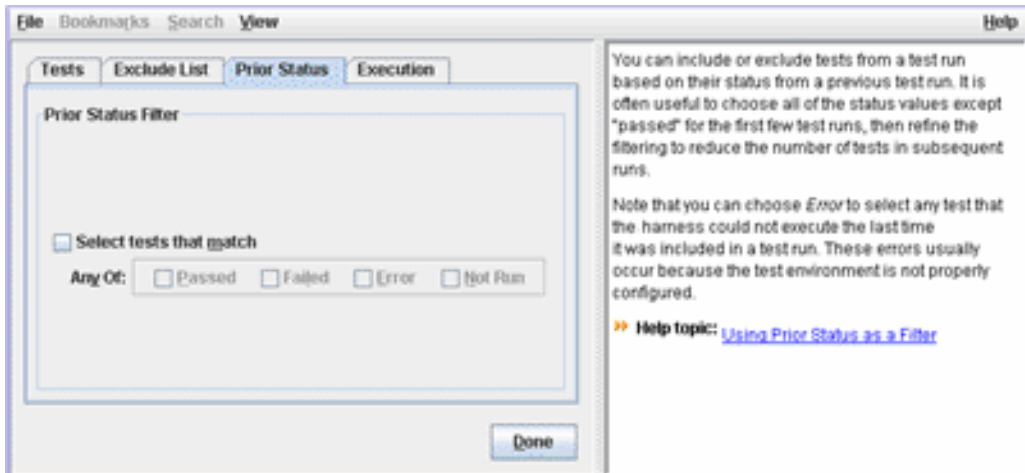 File Bookmarks Search View Help
Tests Exclude List Prior Status Execution
Prior Status Filter
Select tests that match
Any Of: Passed Failed Error Not Run
Done
You can include or exclude tests from a test run
based on their status from a previous test run. It is
often useful to choose all of the status values except
"passed" for the first few test runs, then refine the
filtering to reduce the number of tests in subsequent
runs.
Note that you can choose Error to select any test that
the harness could not execute the last time
it was included in a test run. These errors usually
occur because the test environment is not properly
configured.
Help topic: Using Prior Status as a Filter